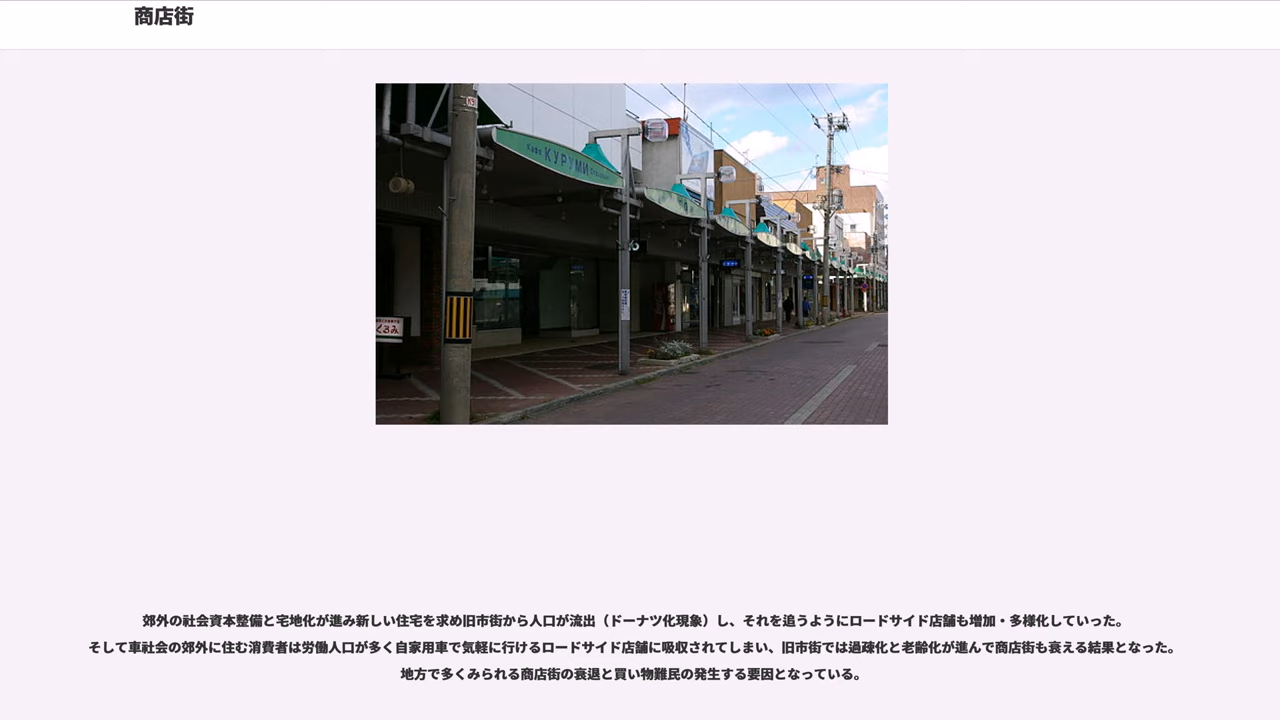 商店街
Kafe КУРУМИ
くるみ
郊外の社会資本整備と宅地化が進み新しい住宅を求め旧市街から人口が流出（ドーナツ化現象）し、それを追うようにロードサイド店舗も増加・多様化していった。
そして車社会の郊外に住む消費者は労働人口が多く自家用車で気軽に行けるロードサイド店舗に吸収されてしまい、旧市街では過疎化と老齢化が進んで商店街も衰える結果となった。
地方で多くみられる商店街の衰退と買い物難民の発生する要因となっている。